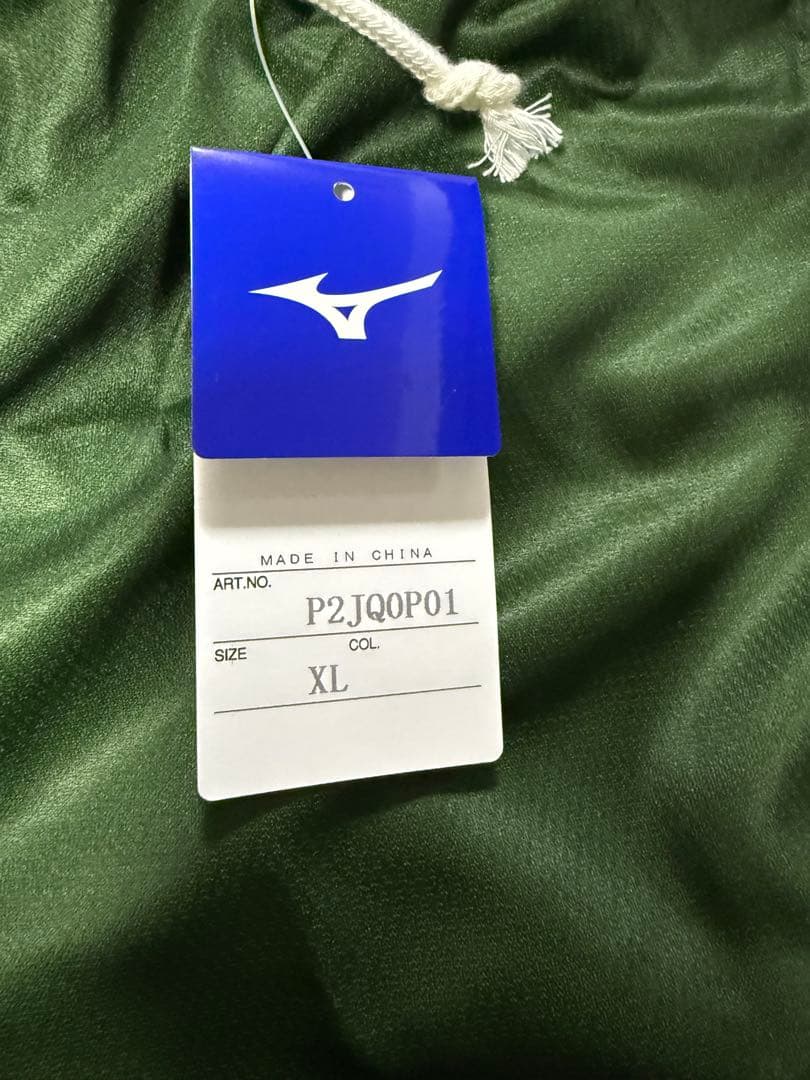 MADE IN CHINA
ART.NO.
P2JQ0P01
SIZE COL.
XL